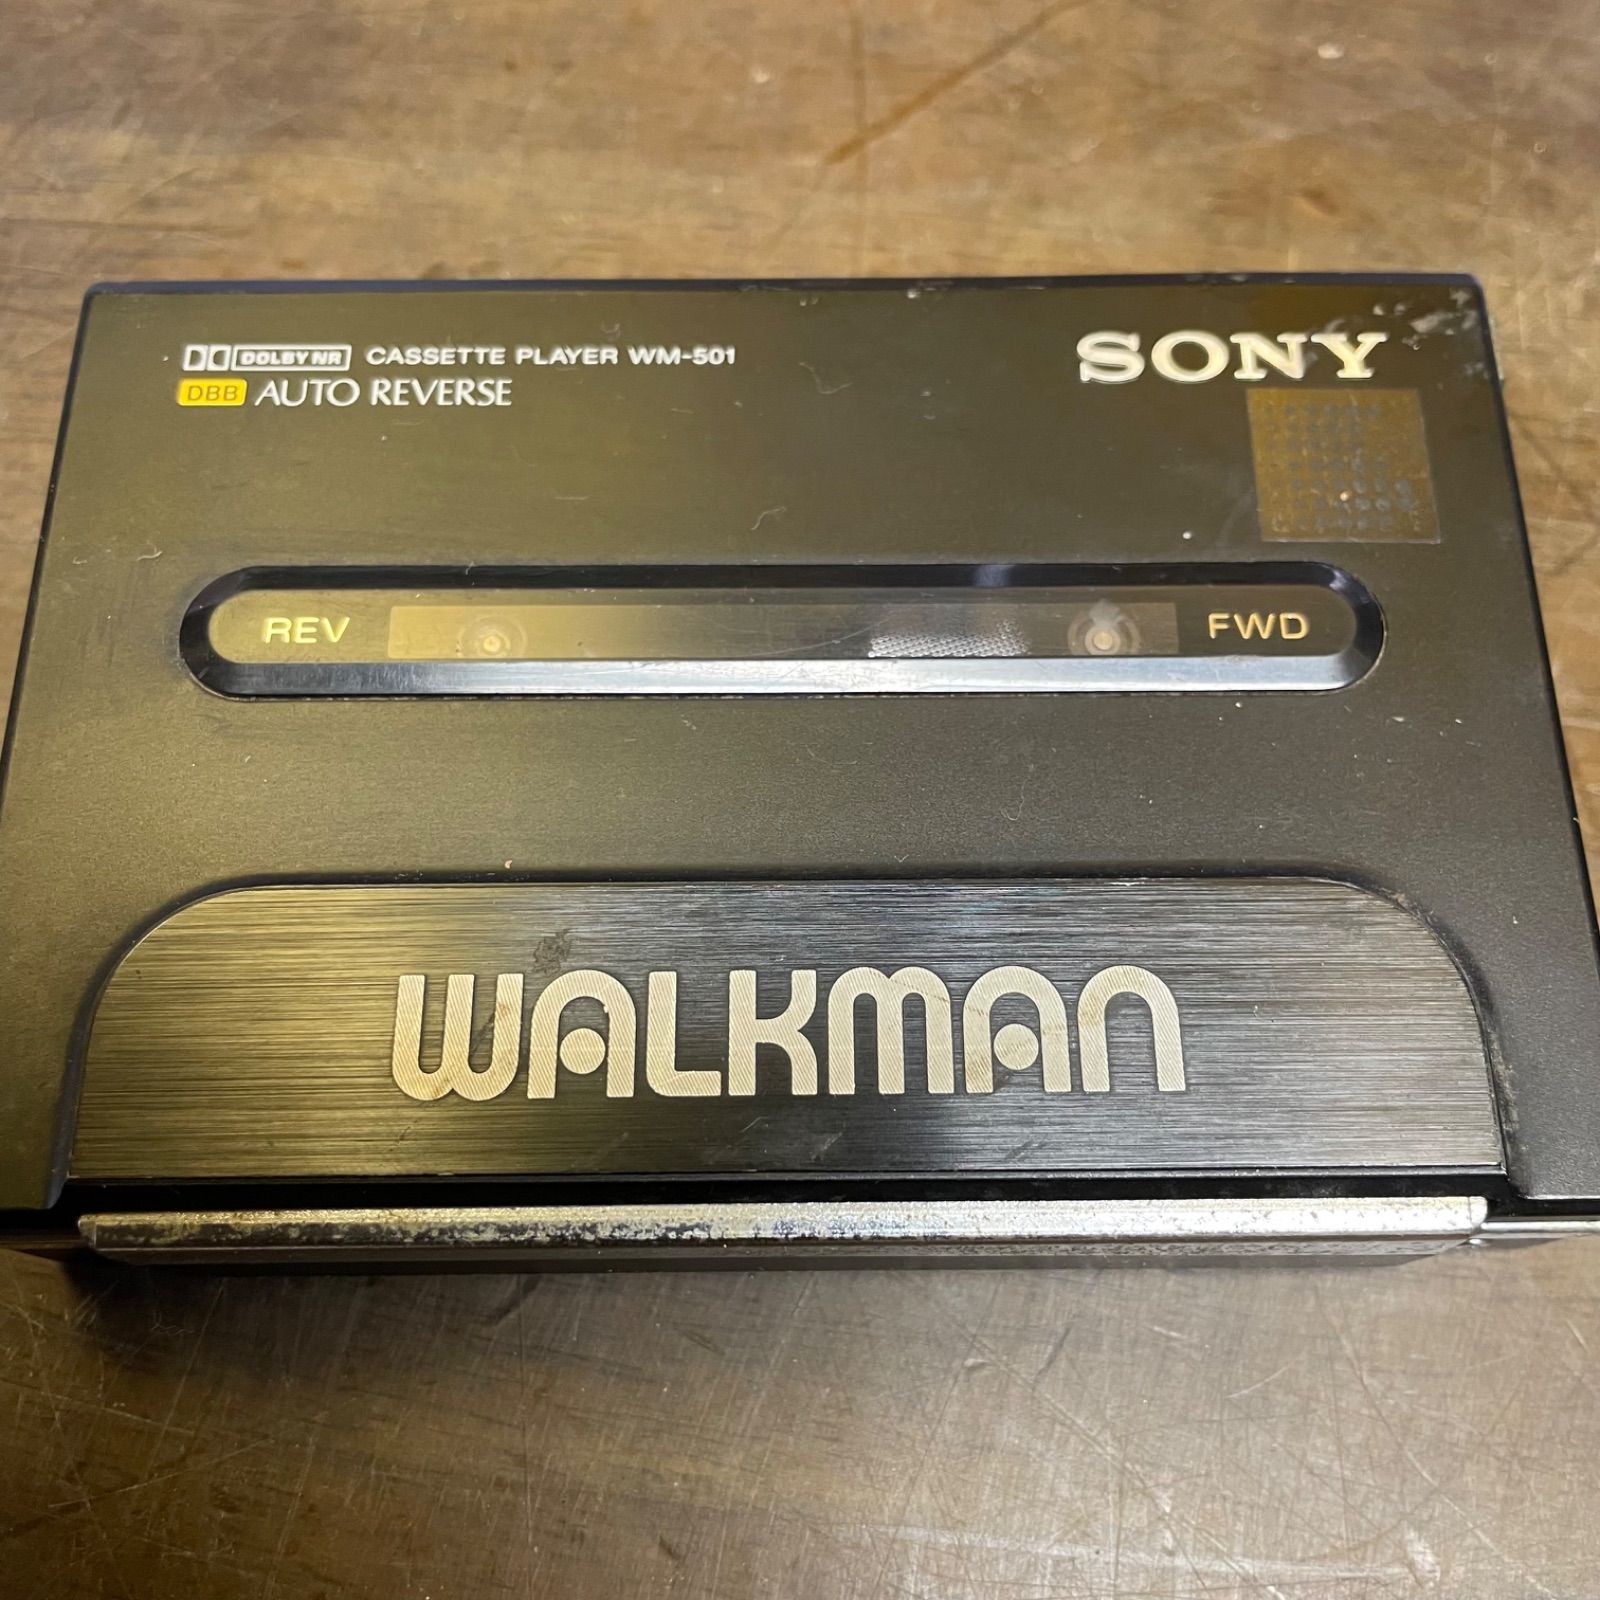 DOLBY NR CASSETTE PLAYER WM-501
SONY
DBB AUTO REVERSE
REV
FWD
WALKMAN